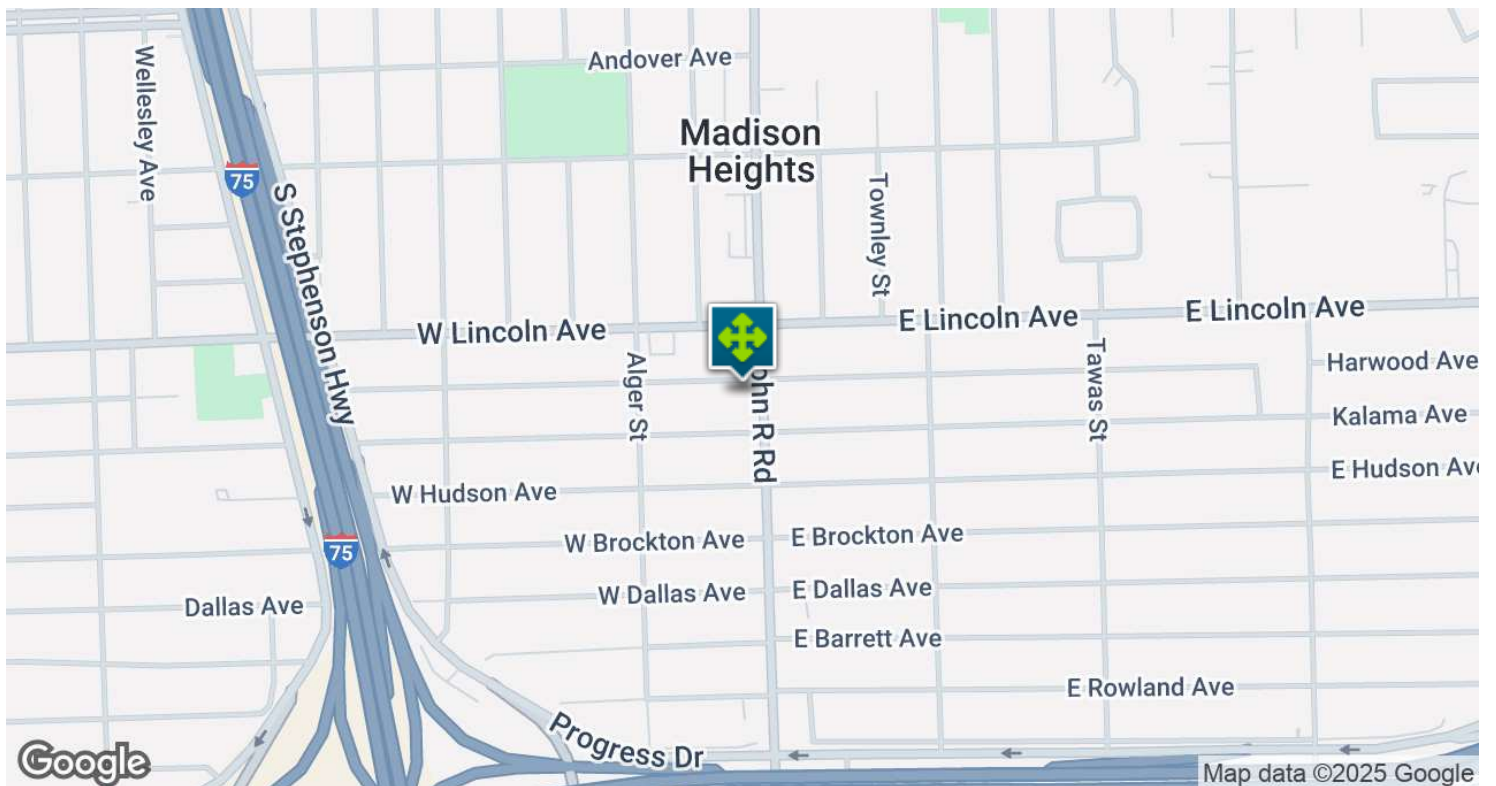 Andover Ave
Wellesley Ave
Madison
Heights
75
S Stephenson Hwy
Townley St
W Lincoln Ave
E Lincoln Ave
E Lincoln Ave
Harwood Ave
Alger St
John R Rd
Tawas St
Kalama Ave
E Hudson Ave
W Hudson Ave
W Brockton Ave
E Brockton Ave
75
W Dallas Ave
E Dallas Ave
Dallas Ave
E Barrett Ave
E Rowland Ave
Progress Dr
Google
Map data ©2025 Google